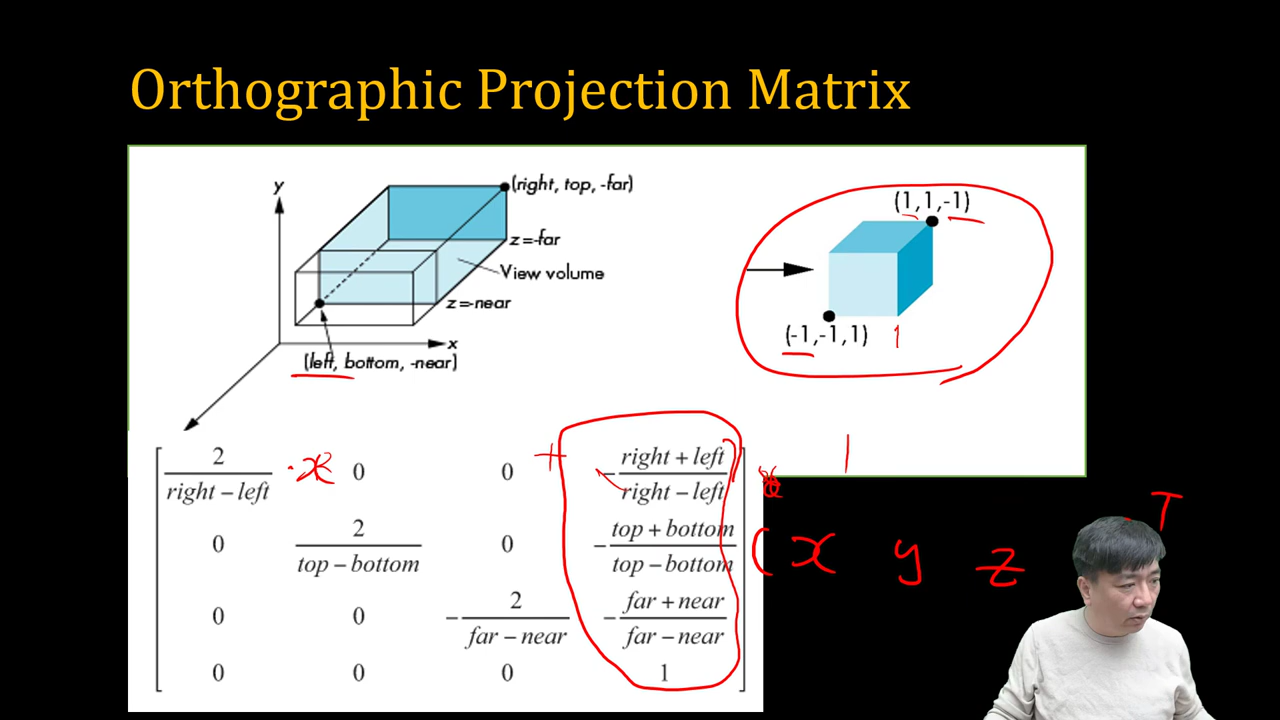 Orthographic Projection Matrix
y
(right, top, -far)
z=-far
View volume
z=-near
x
(left, bottom, -near)
(1,1,-1)
(-1,-1,1)
1
1
2 / right – left · x 0 0 + – right + left / right – left
0 2 / top – bottom 0 – top + bottom / top – bottom
0 0 – 2 / far – near – far + near / far – near
0 0 0 1
( x y z
T